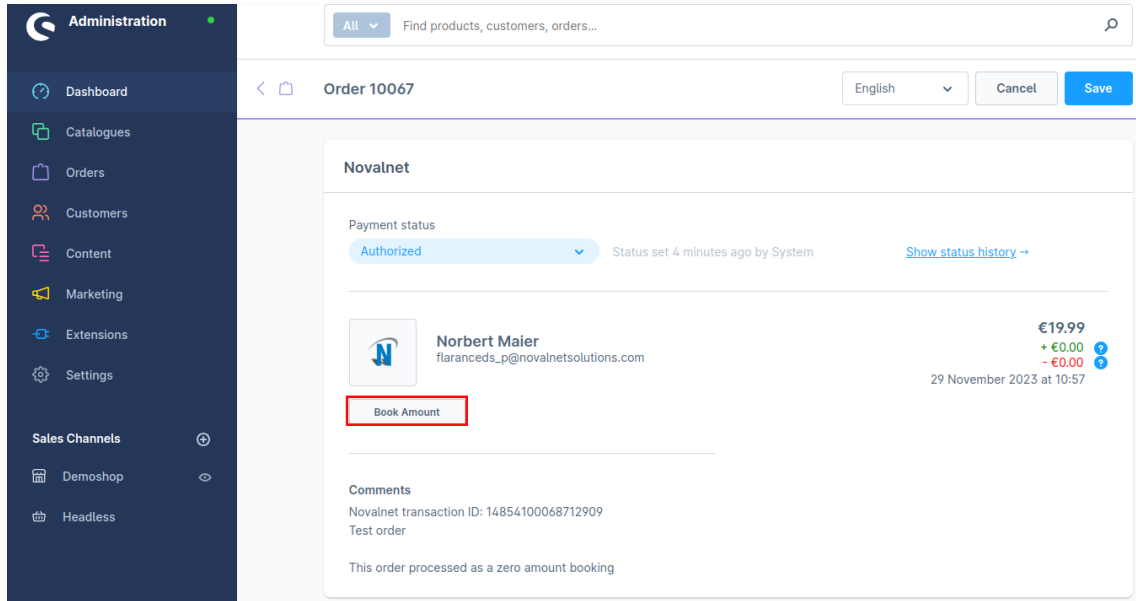 Administration
All
Find products, customers, orders...
Dashboard
Catalogues
Orders
Customers
Content
Marketing
Extensions
Settings
Sales Channels
Demoshop
Headless
Order 10067
English
Cancel
Save
Novalnet
Payment status
Authorized
Status set 4 minutes ago by System
Show status history →
N
Norbert Maier
flaranceds_p@novalnetsolutions.com
€19.99
+ €0.00 ?
- €0.00 ?
29 November 2023 at 10:57
Book Amount
Comments
Novalnet transaction ID: 14854100068712909
Test order
This order processed as a zero amount booking